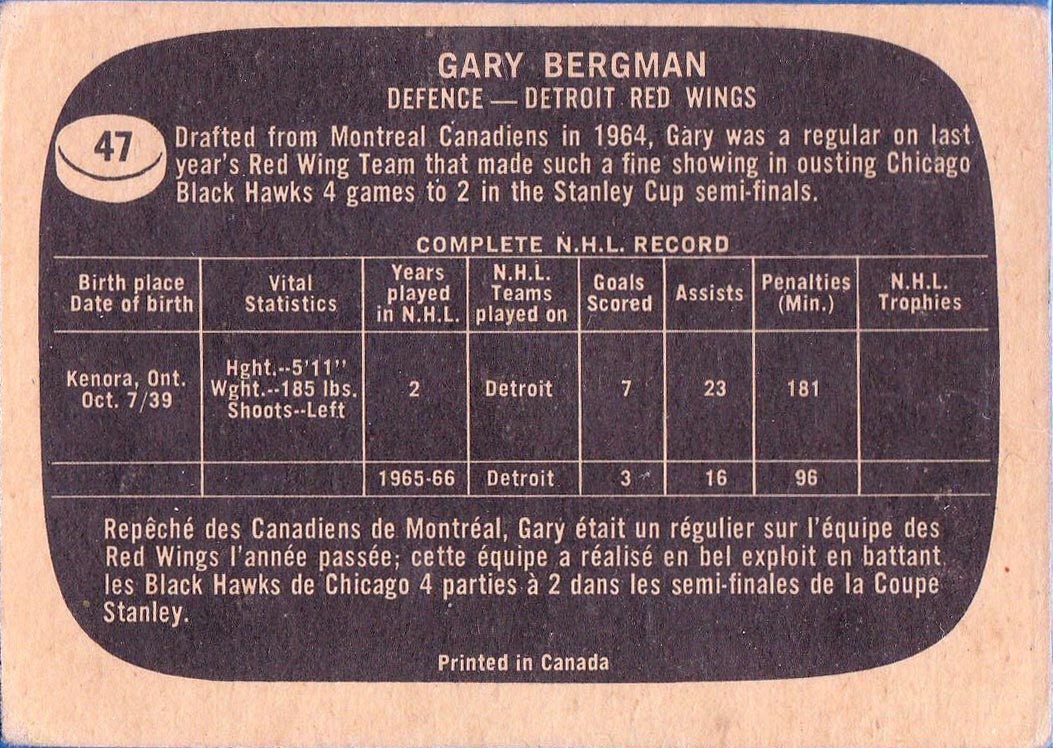 GARY BERGMAN
DEFENCE — DETROIT RED WINGS
47
Drafted from Montreal Canadiens in 1964, Gary was a regular on last
year's Red Wing Team that made such a fine showing in ousting Chicago
Black Hawks 4 games to 2 in the Stanley Cup semi-finals.
COMPLETE N.H.L. RECORD
Birth place
Date of birth
Vital
Statistics
Years
played
in N.H.L.
N.H.L.
Teams
played on
Goals
Scored
Assists
Penalties
(Min.)
N.H.L.
Trophies
Kenora, Ont.
Oct. 7/39
Hght.--5'11''
Wght.--185 lbs.
Shoots--Left
2
Detroit
7
23
181
1965-66
Detroit
3
16
96
Repêché des Canadiens de Montréal, Gary était un régulier sur l'équipe des
Red Wings l'année passée; cette équipe a réalisé en bel exploit en battant
les Black Hawks de Chicago 4 parties à 2 dans les semi-finales de la Coupe
Stanley.
Printed in Canada